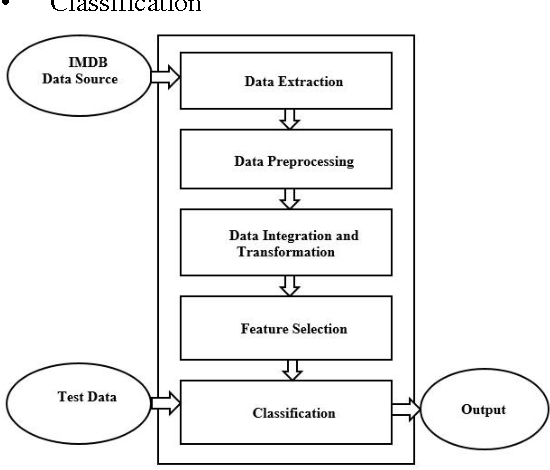 • Classification
IMDB
Data Source
Data Extraction
Data Preprocessing
Data Integration and
Transformation
Feature Selection
Test Data
Classification
Output